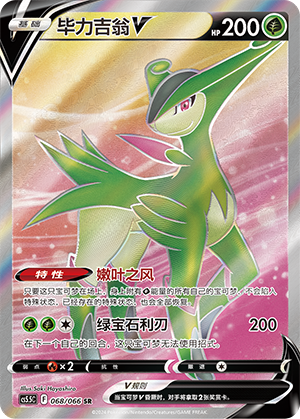 基础 毕力吉翁V HP 200
特性 嫩叶之风
只要这只宝可梦在场上，身上附有能量的所有自己的宝可梦，不会陷入
特殊状态，已经存在的特殊状态，也会全部恢复。
绿宝石利刃 200
在下一个自己的回合，这只宝可梦无法使用招式。
弱点 ×2 抵抗力 撤退
Illus. Saki Hayashiro
V规则
CS5.5C F 068/066 SR
当宝可梦V昏厥时，对手将拿取2张奖赏卡。